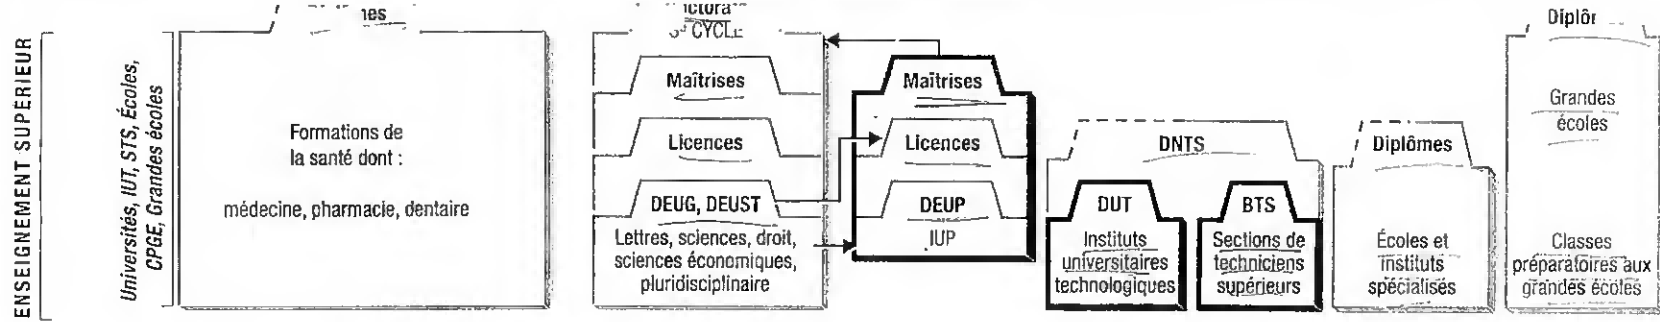 ENSEIGNEMENT SUPERIEUR
Universités, IUT, STS, Écoles,
CPGE, Grandes écoles
Formations de
la santé dont :
médecine, pharmacie, dentaire
CYCLE
Maîtrises
Licences
DEUG, DEUST
Lettres, sciences, droit,
sciences économiques,
pluridisciplinaire
Maîtrises
Licences
DEUP
IUP
DNTS
DUT
Instituts
universitaires
technologiques
BTS
Sections de
techniciens
supérieurs
Diplômes
Écoles et
instituts
spécialisés
Grandes
écoles
Classes
préparatoires aux
grandes écoles